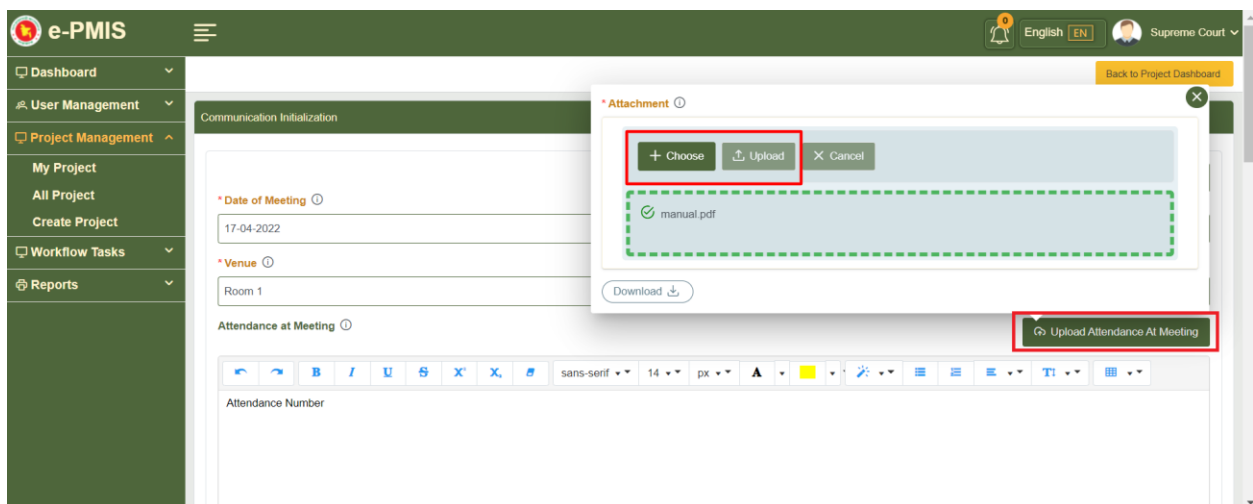 e-PMIS
0
English EN
Supreme Court
Dashboard
User Management
Project Management
My Project
All Project
Create Project
Workflow Tasks
Reports
Back to Project Dashboard
Communication Initialization
* Attachment
Choose
Upload
Cancel
manual.pdf
Download
* Date of Meeting
17-04-2022
* Venue
Room 1
Attendance at Meeting
Upload Attendance At Meeting
B I U S X X sans-serif 14 px A
Attendance Number